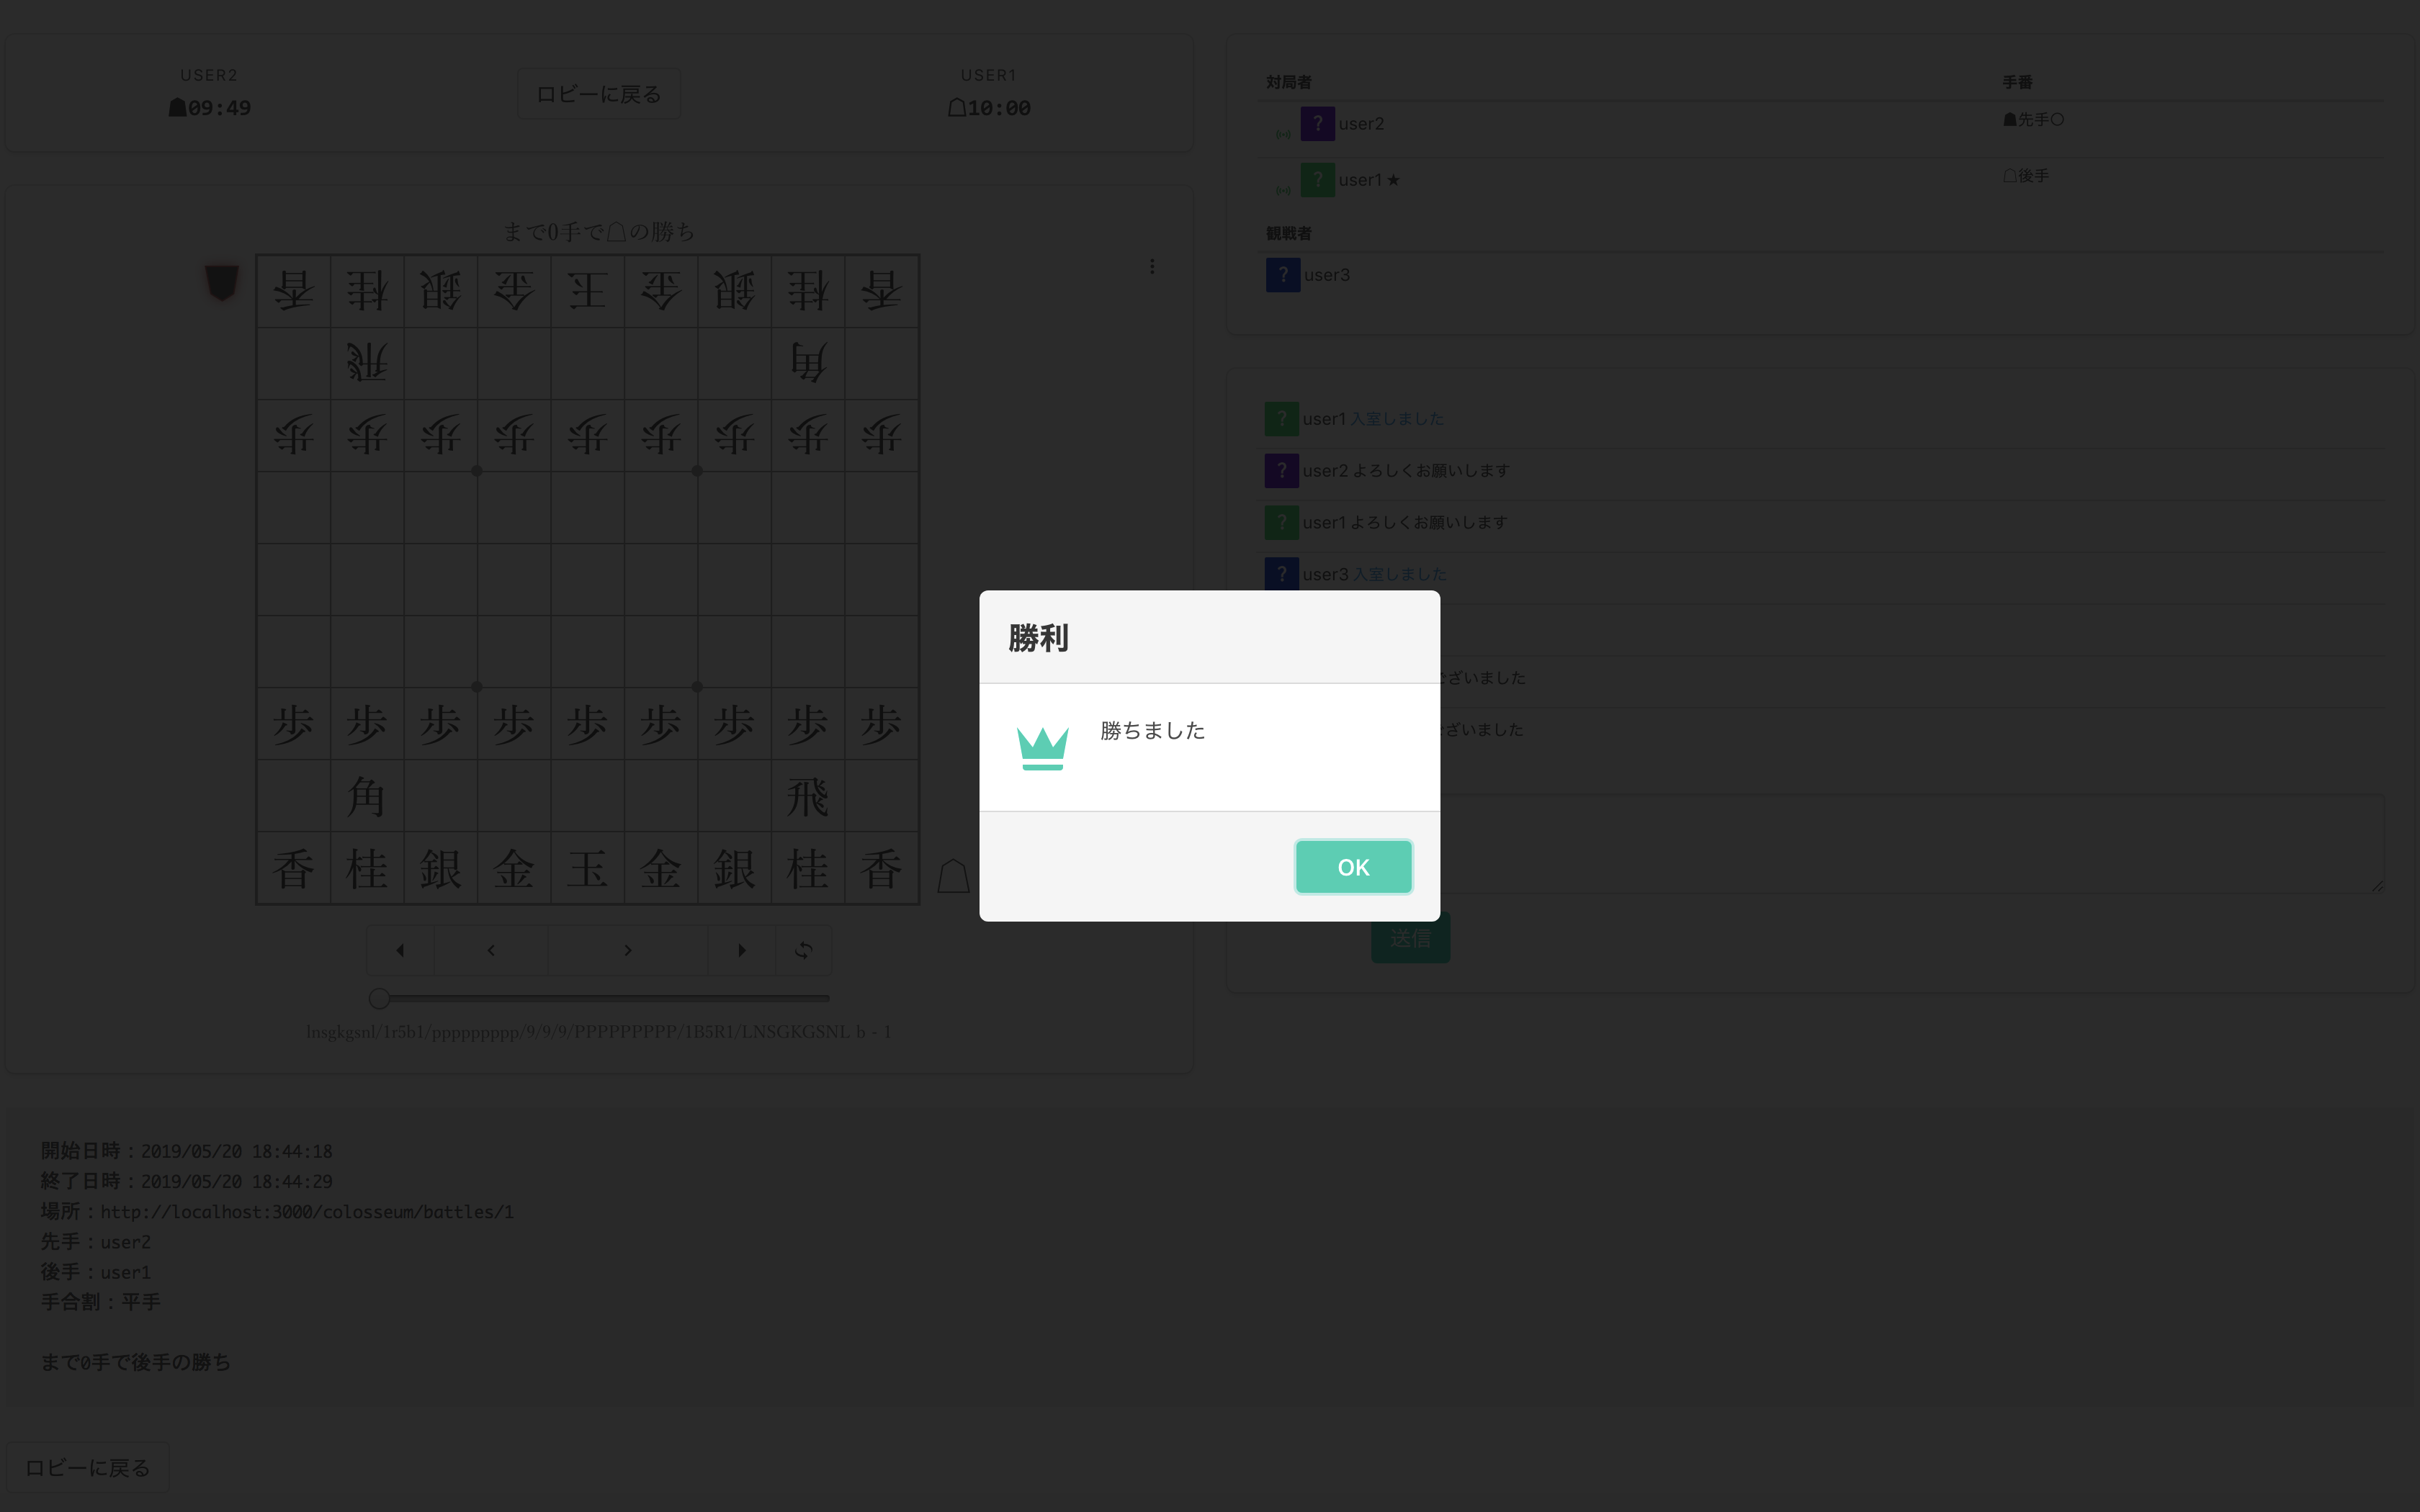 USER2
☗09:49
ロビーに戻る
USER1
☖10:00
まで0手で☖の勝ち
香桂銀金王金銀桂香
飛 角
歩歩歩歩歩歩歩歩歩
歩歩歩歩歩歩歩歩歩
角 飛
香桂銀金玉金銀桂香
lnsgkgsnl/1r5b1/ppppppppp/9/9/9/PPPPPPPPP/1B5R1/LNSGKGSNL b - 1
対局者 手番
? user2 ☗先手○
? user1 ★ ☖後手
観戦者
? user3
? user1 入室しました
? user2 よろしくお願いします
? user1 よろしくお願いします
? user3 入室しました
ございました
ございました
送信
勝利
勝ちました
OK
開始日時:2019/05/20 18:44:18
終了日時:2019/05/20 18:44:29
場所:http://localhost:3000/colosseum/battles/1
先手:user2
後手:user1
手合割:平手
まで0手で後手の勝ち
ロビーに戻る